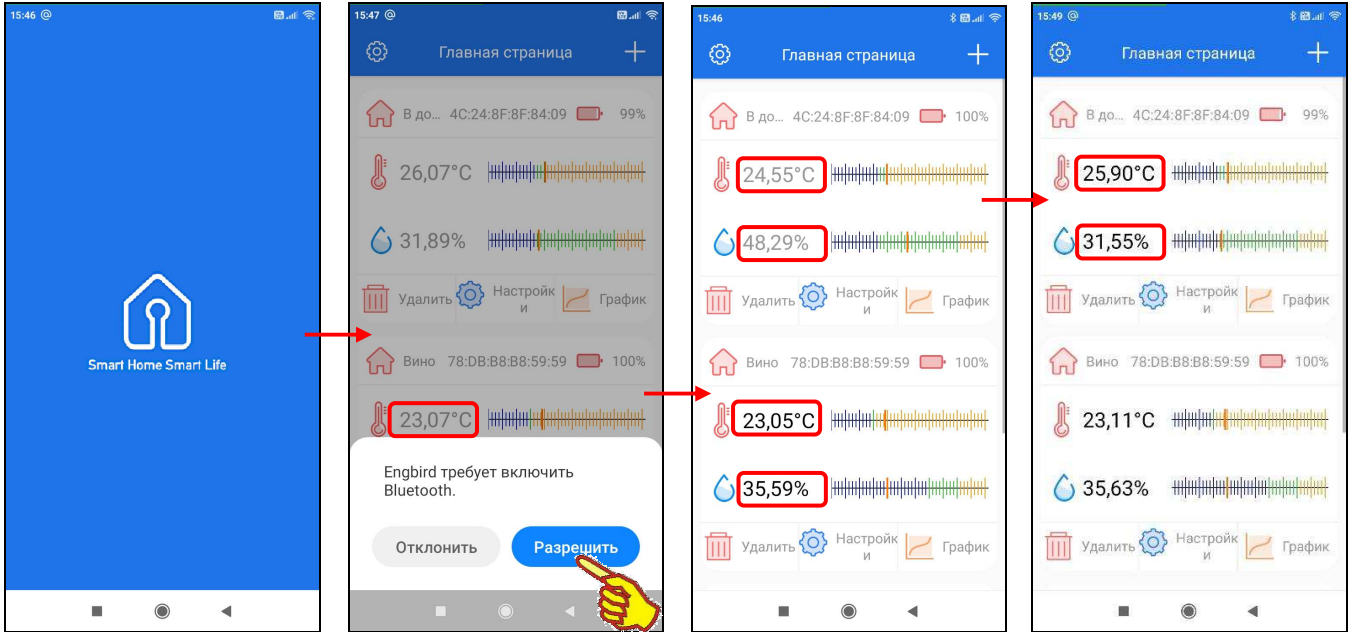 15:46 @
Smart Home Smart Life
15:47 @
Главная страница
В до... 4C:24:8F:8F:84:09 99%
26,07°C
31,89%
Удалить Настройк
и График
Вино 78:DB:B8:B8:59:59 100%
23,07°C
Engbird требует включить
Bluetooth.
Отклонить Разрешить
15:46
Главная страница
В до... 4C:24:8F:8F:84:09 100%
24,55°C
48,29%
Удалить Настройк
и График
Вино 78:DB:B8:B8:59:59 100%
23,05°C
35,59%
Удалить Настройк
и График
15:49 @
Главная страница
В до... 4C:24:8F:8F:84:09 99%
25,90°C
31,55%
Удалить Настройк
и График
Вино 78:DB:B8:B8:59:59 100%
23,11°C
35,63%
Удалить Настройк
и График